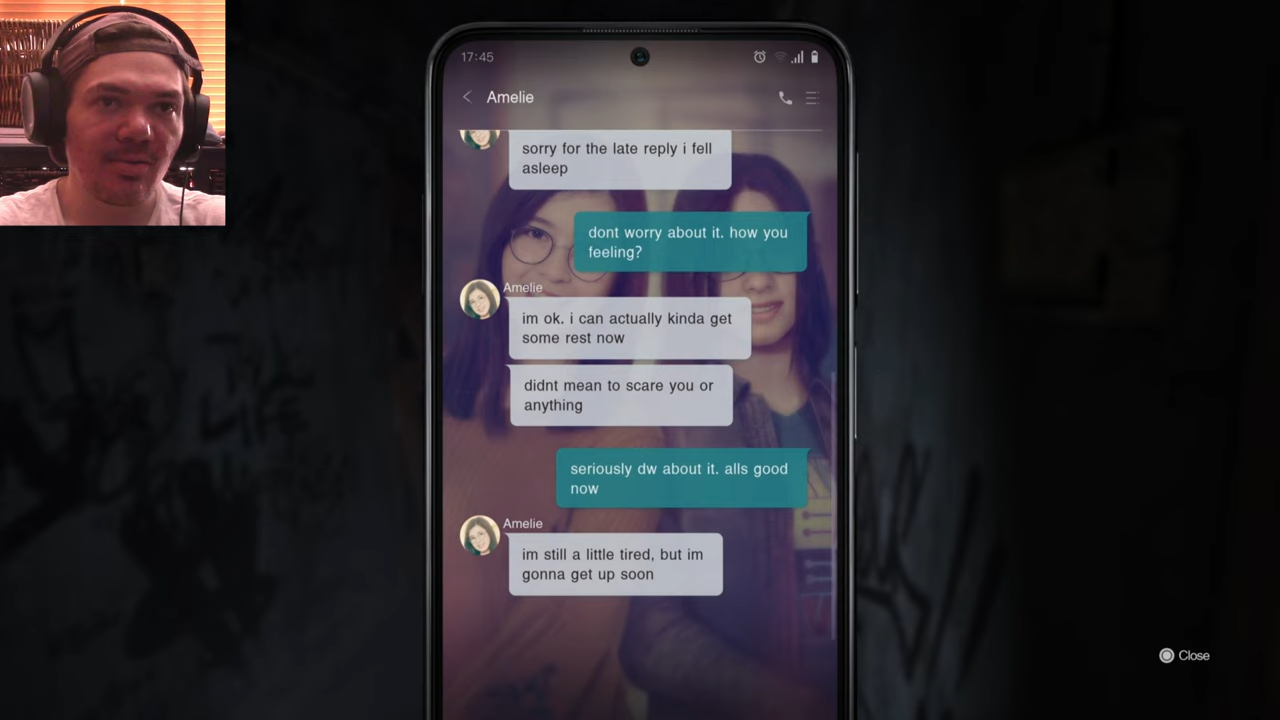 17:45
Amelie
sorry for the late reply i fell
asleep
dont worry about it. how you
feeling?
Amelie
im ok. i can actually kinda get
some rest now
didnt mean to scare you or
anything
seriously dw about it. alls good
now
Amelie
im still a little tired, but im
gonna get up soon
Close